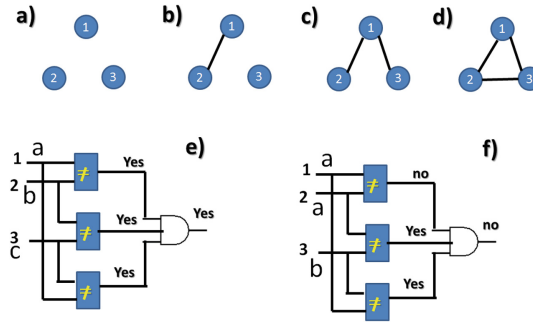 a)
1
2
3
b)
1
2
3
c)
1
2
3
d)
1
2
3
e)
a
1
≠
Yes
2
b
≠
Yes
Yes
3
c
≠
Yes
f)
a
1
≠
no
2
a
≠
Yes
no
3
b
≠
Yes